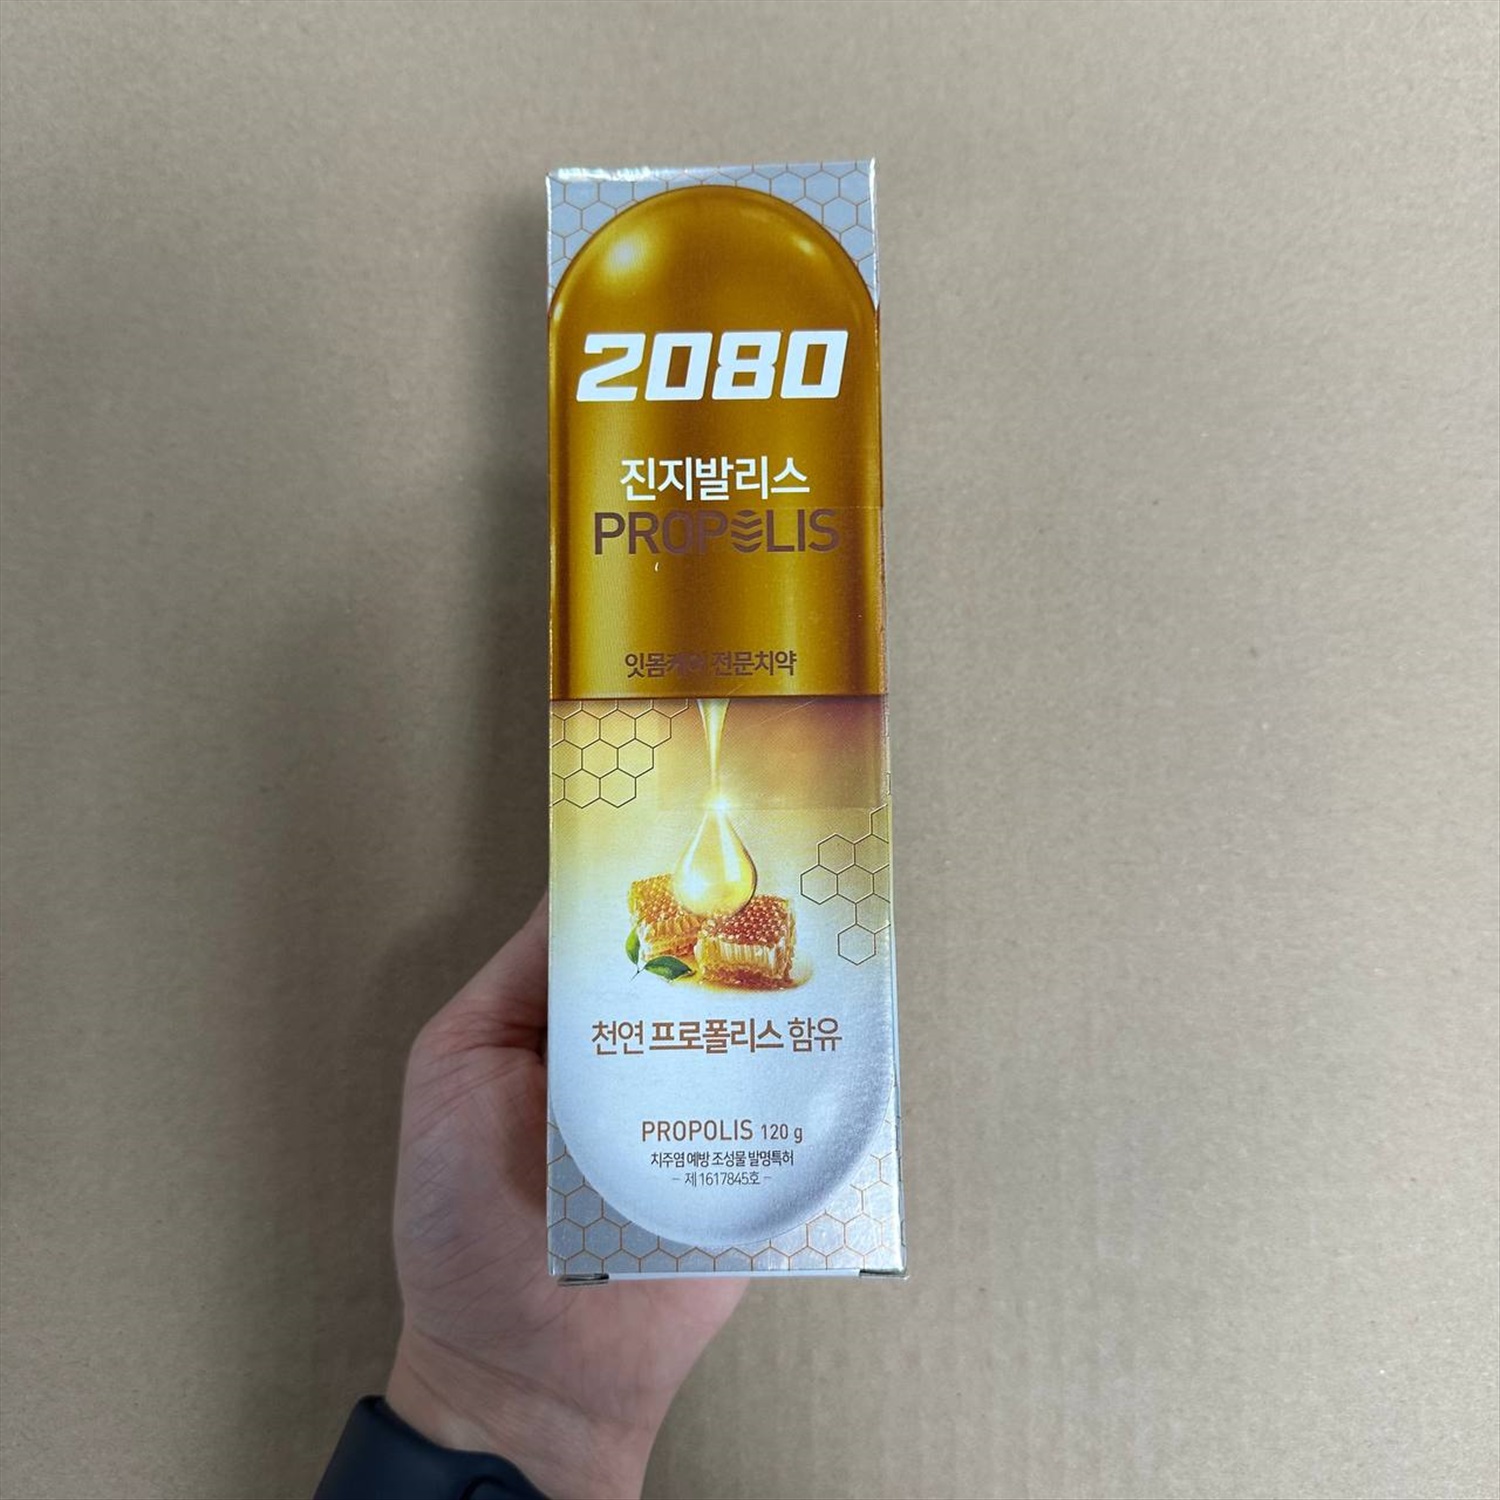 2080
진지발리스
PROPOLIS
잇몸케어 전문치약
천연 프로폴리스 함유
PROPOLIS 120 g
치주염 예방 조성물 발명특허
- 제 1617845호 -